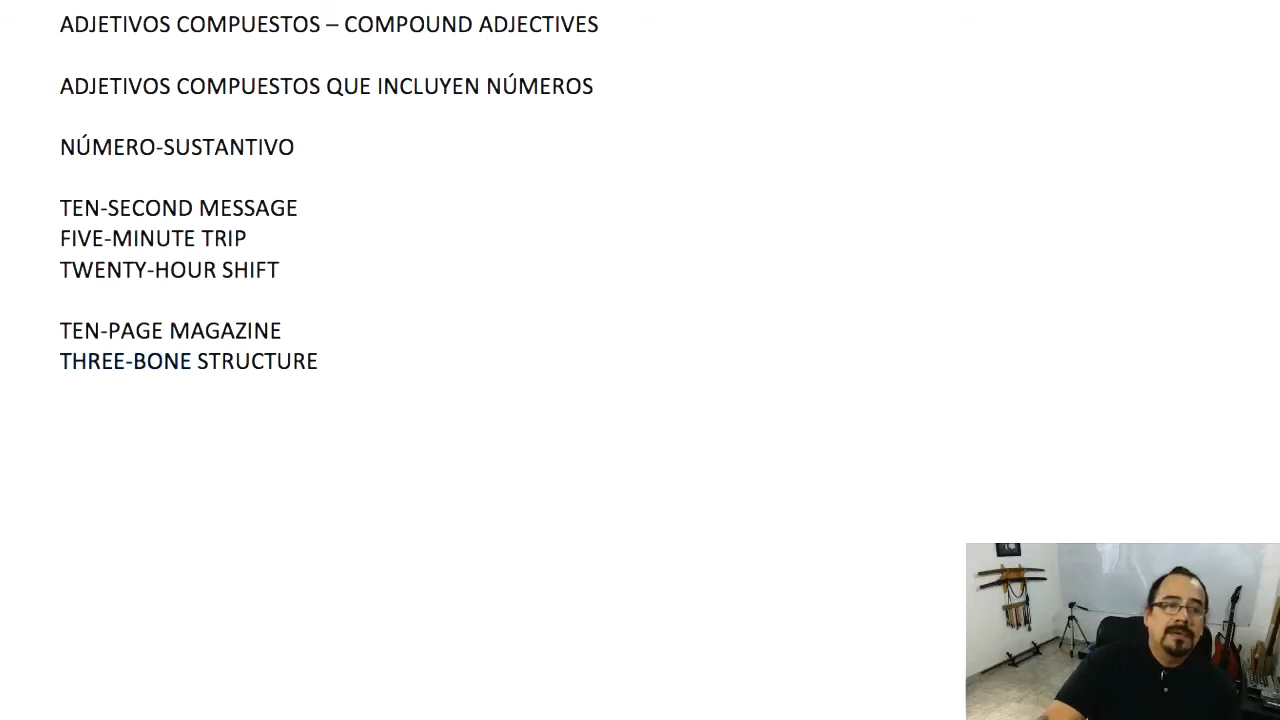 ADJETIVOS COMPUESTOS – COMPOUND ADJECTIVES
ADJETIVOS COMPUESTOS QUE INCLUYEN NÚMEROS
NÚMERO-SUSTANTIVO
TEN-SECOND MESSAGE
FIVE-MINUTE TRIP
TWENTY-HOUR SHIFT
TEN-PAGE MAGAZINE
THREE-BONE STRUCTURE